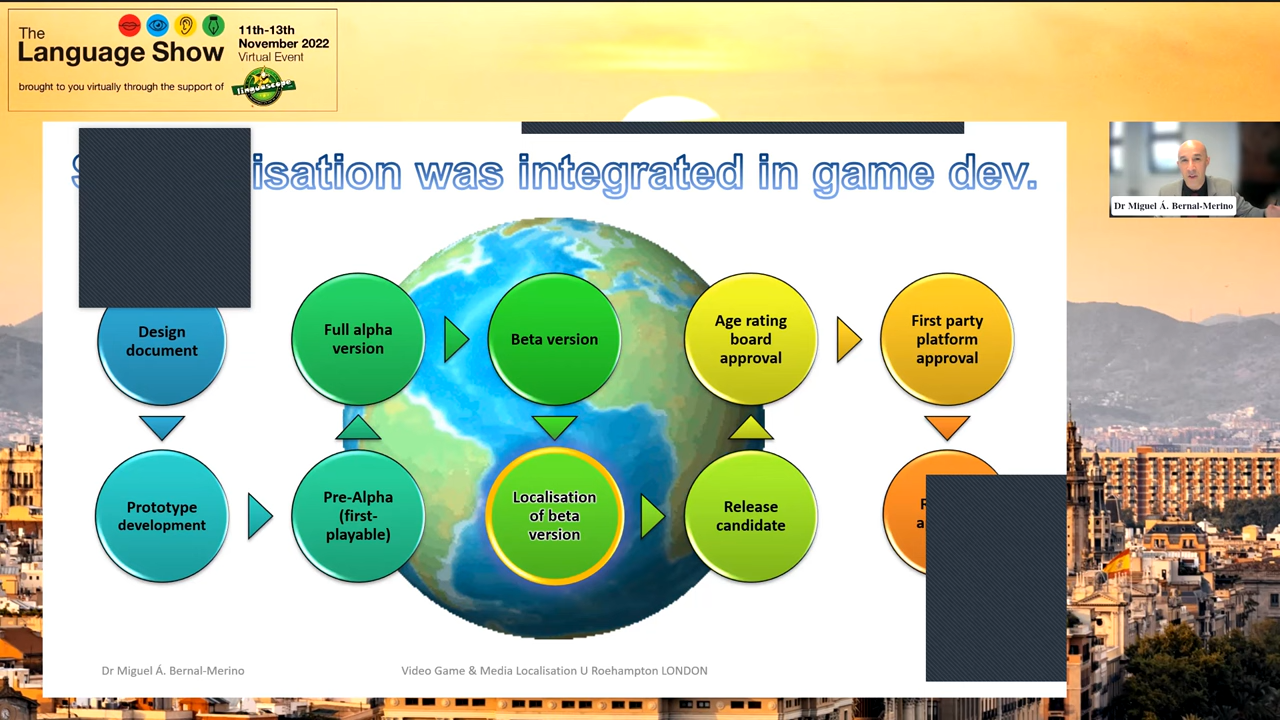 The
Language Show
11th-13th
November 2022
Virtual Event
brought to you virtually through the support of
linguascope
was integrated in game dev.
Design
document
Full alpha
version
Beta version
Age rating
board
approval
First party
platform
approval
Prototype
development
Pre-Alpha
(first-
playable)
Localisation
of beta
version
Release
candidate
Dr Miguel Á. Bernal-Merino
Video Game & Media Localisation U Roehampton LONDON
Dr Miguel Á. Bernal-Merino